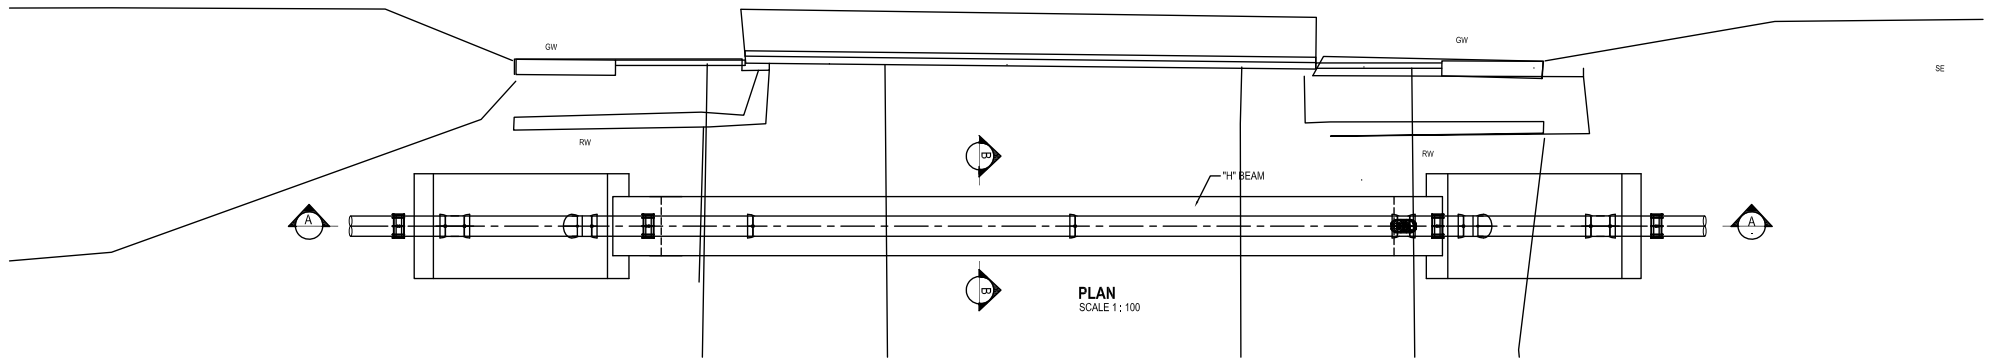 GW
GW
SE
RW
B
RW
"H" BEAM
A
A
B
PLAN
SCALE 1 : 100